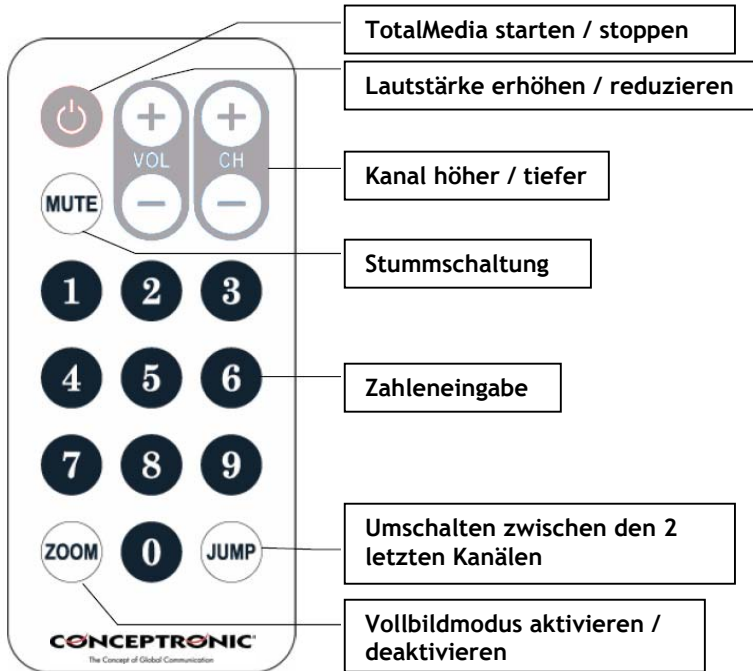 TotalMedia starten / stoppen
Lautstärke erhöhen / reduzieren
VOL
CH
Kanal höher / tiefer
MUTE
Stummschaltung
1 2 3
4 5 6
Zahleneingabe
7 8 9
ZOOM 0 JUMP
Umschalten zwischen den 2
letzten Kanälen
Vollbildmodus aktivieren /
deaktivieren
CONCEPTRONIC
The Concept of Global Communication